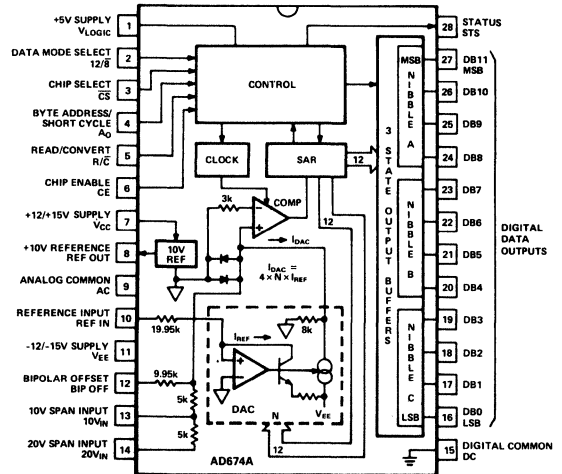 +5V SUPPLY
VLOGIC
1
DATA MODE SELECT
12/8̅
2
CHIP SELECT
C̅S̅
3
BYTE ADDRESS/
SHORT CYCLE
A0
4
READ/CONVERT
R/C̅
5
CHIP ENABLE
CE
6
+12/+15V SUPPLY
VCC
7
+10V REFERENCE
REF OUT
8
ANALOG COMMON
AC
9
REFERENCE INPUT
REF IN
10
-12/-15V SUPPLY
VEE
11
BIPOLAR OFFSET
BIP OFF
12
10V SPAN INPUT
10VIN
13
20V SPAN INPUT
20VIN
14
CONTROL
CLOCK
SAR
12
3k
COMP
12
IDAC
10V
REF
IDAC =
4 × N × IREF
19.95k
IREF
8k
9.95k
5k
5k
DAC
N
VEE
12
AD674A
3 STATE OUTPUT BUFFERS
MSB
NIBBLE A
NIBBLE B
NIBBLE C
LSB
28
STATUS
STS
27
DB11
MSB
26
DB10
25
DB9
24
DB8
23
DB7
22
DB6
21
DB5
20
DB4
19
DB3
18
DB2
17
DB1
16
DB0
LSB
15
DIGITAL COMMON
DC
DIGITAL
DATA
OUTPUTS